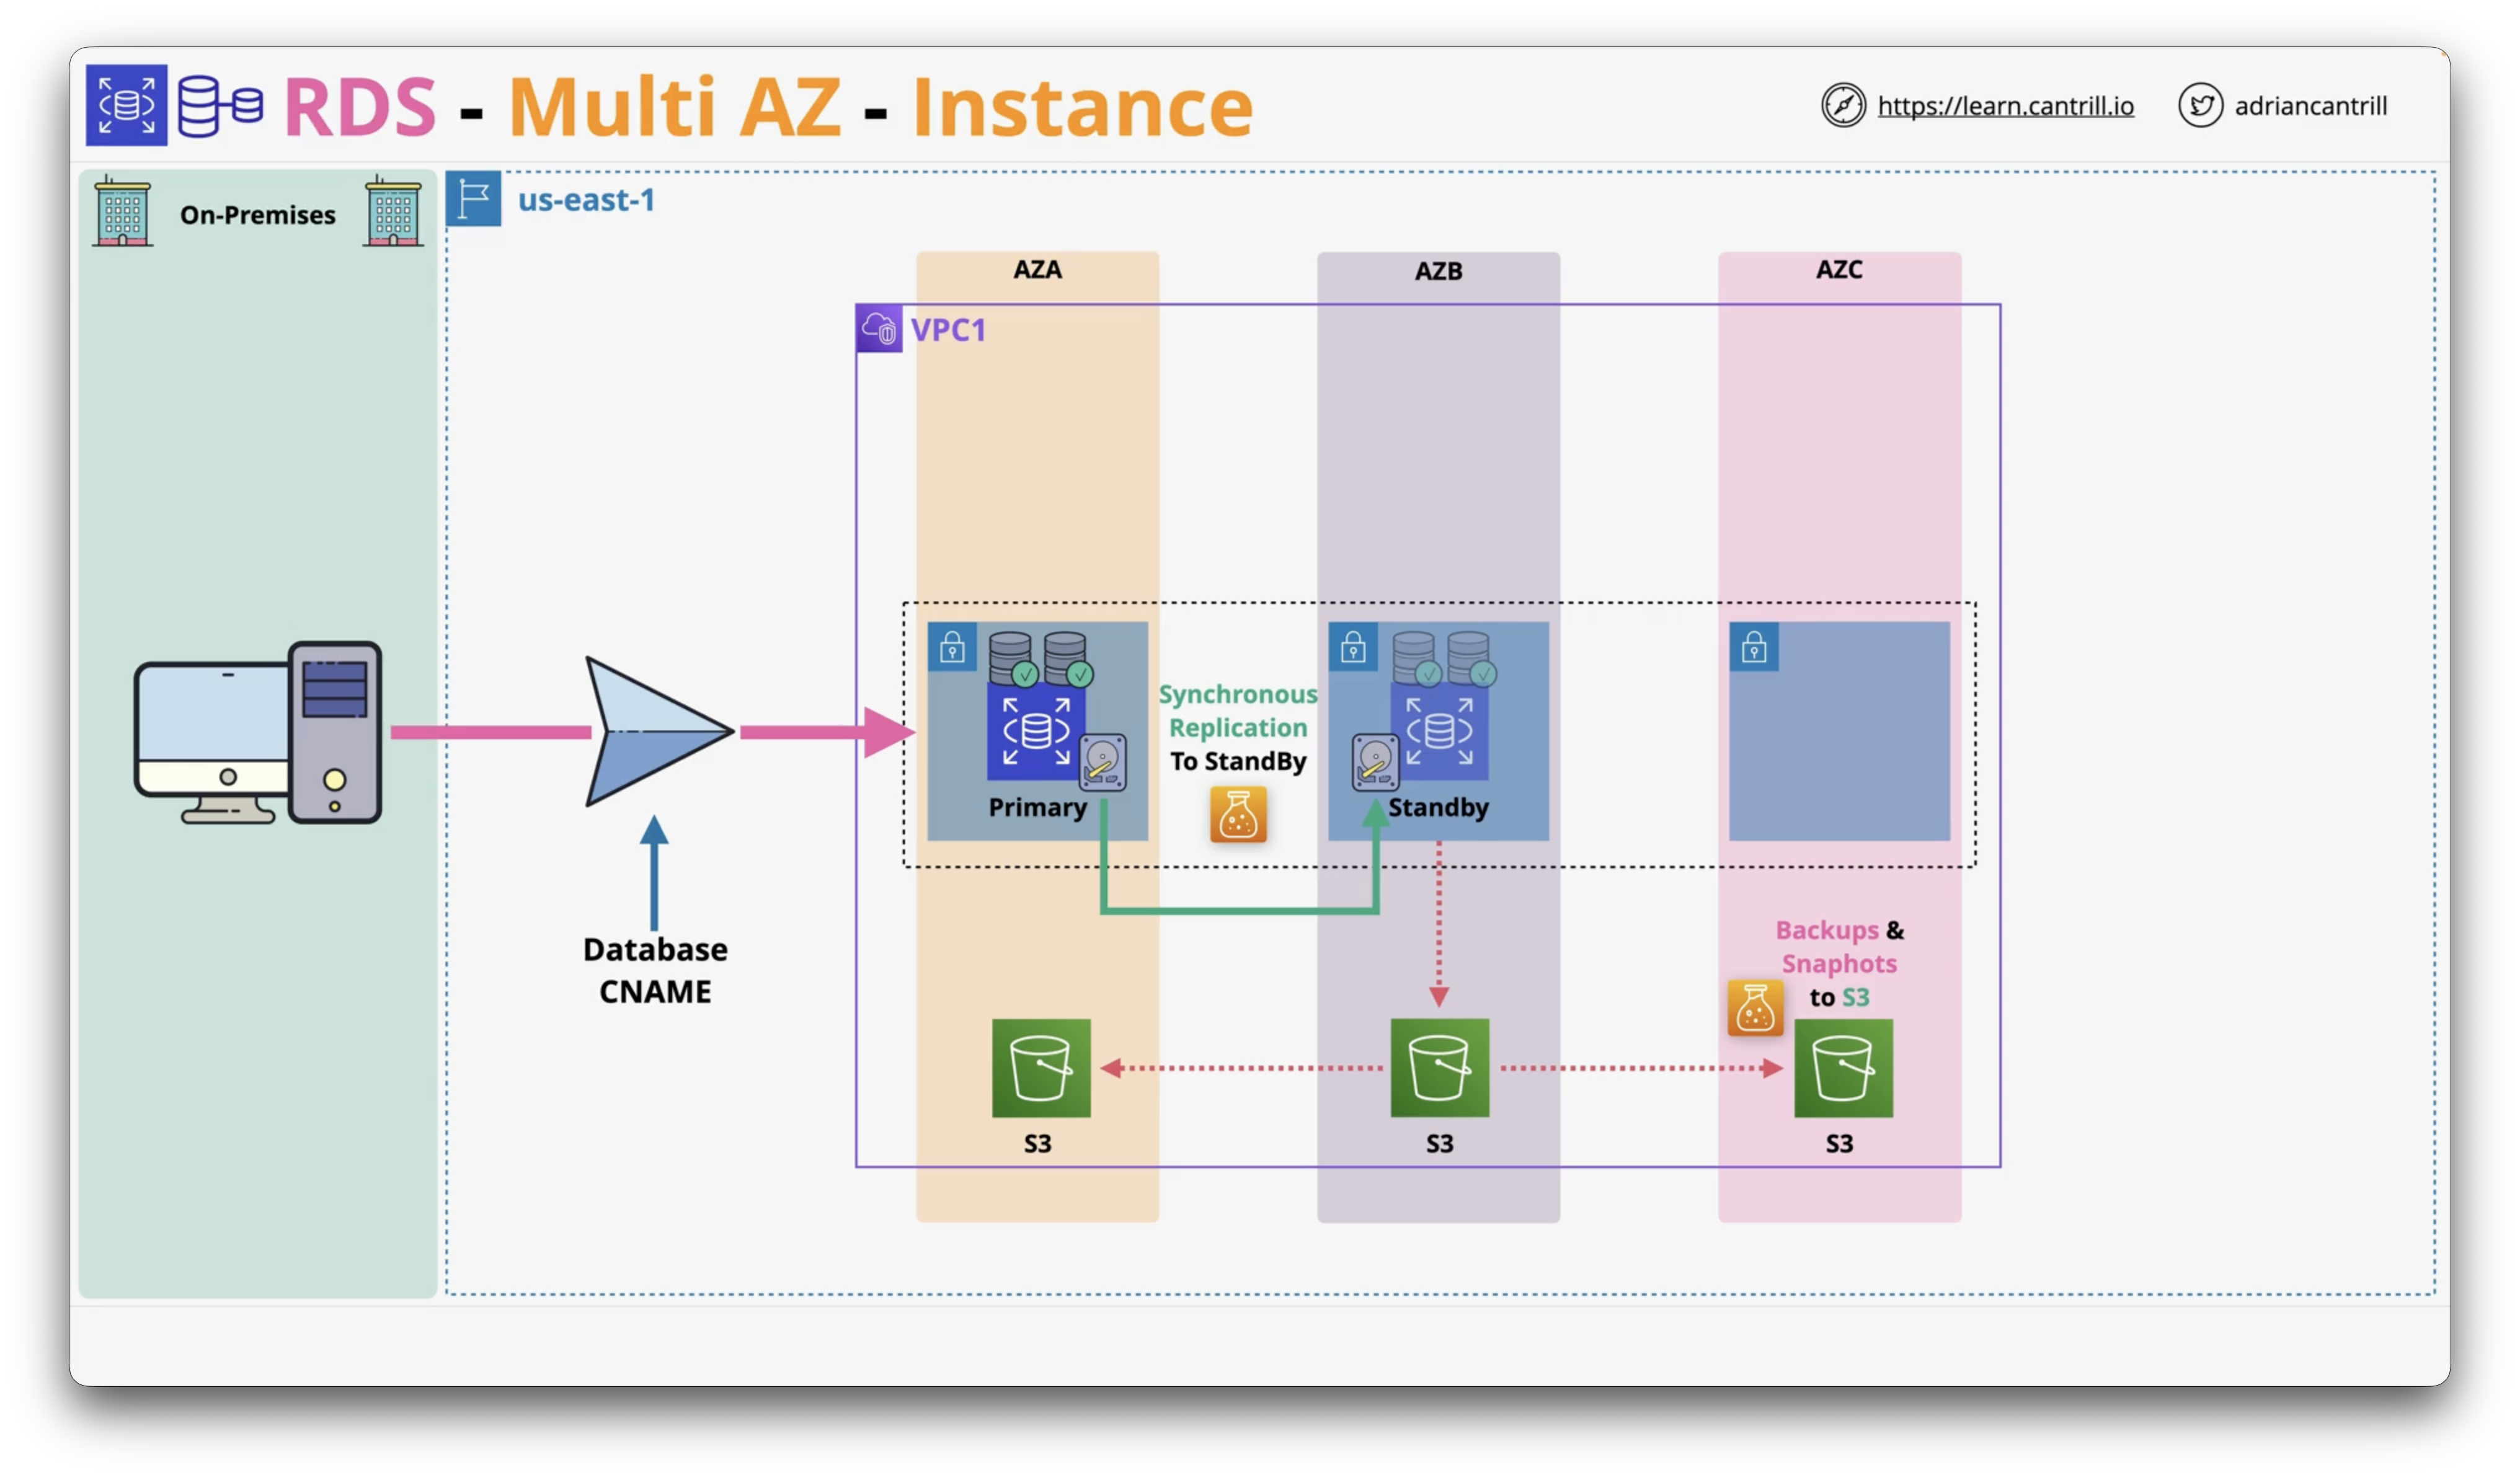 RDS - Multi AZ - Instance
https://learn.cantrill.io
adriancantrill
On-Premises
us-east-1
AZA
AZB
AZC
VPC1
Synchronous
Replication
To StandBy
Primary
Standby
Database
CNAME
Backups &
Snaphots
to S3
S3
S3
S3